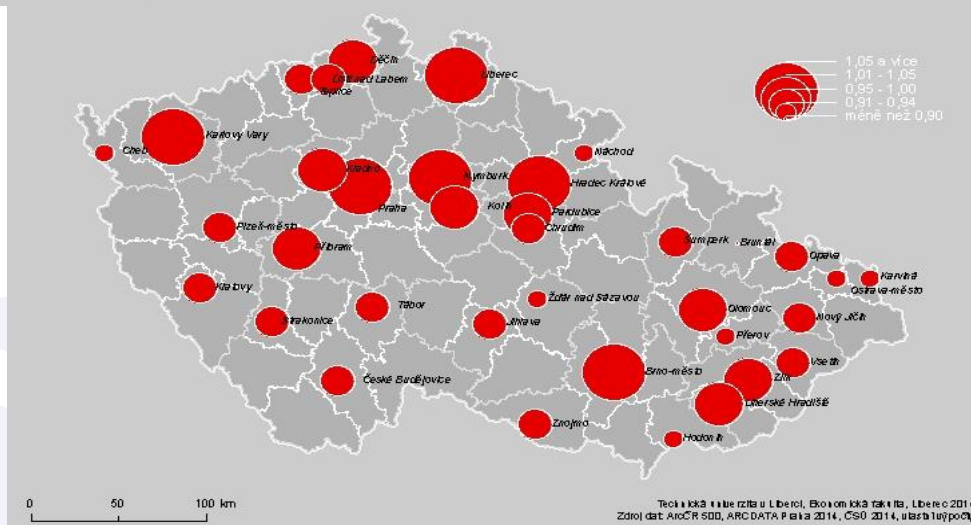 1,05 a více
1,01 - 1,05
0,95 - 1,00
0,91 - 0,94
méně než 0,90
Děčín
Liberec
Ústí nad Labem
Teplice
Karlovy Vary
Cheb
Náchod
Kladno
Nymburk
Hradec Králové
Praha
Kolín
Pardubice
Chrudim
Plzeň-město
Příbram
Šumperk
Bruntál
Opava
Karviná
Ostrava-město
Klatovy
Tábor
Žďár nad Sázavou
Strakonice
Jihlava
Olomouc
Nový Jičín
Přerov
Vsetín
České Budějovice
Brno-město
Zlín
Uherské Hradiště
Znojmo
Hodonín
0 50 100 km
Technická univerzita v Liberci, Ekonomická fakulta, Liberec 2014
Zdroj dat: ArcČR 500, ARCDATA Praha 2014, ČSÚ 2014, vlastní výpočty